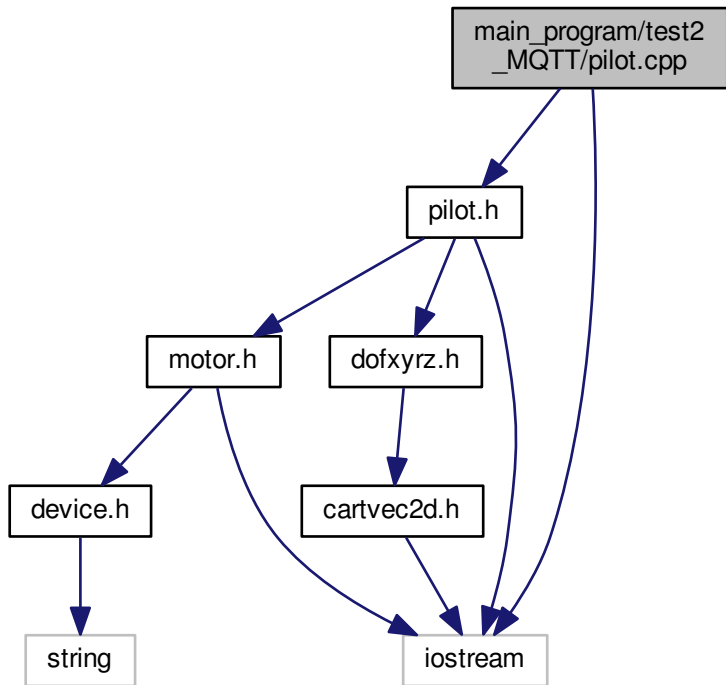 main_program/test2
_MQTT/pilot.cpp
pilot.h
motor.h
dofxyrz.h
device.h
cartvec2d.h
string
iostream